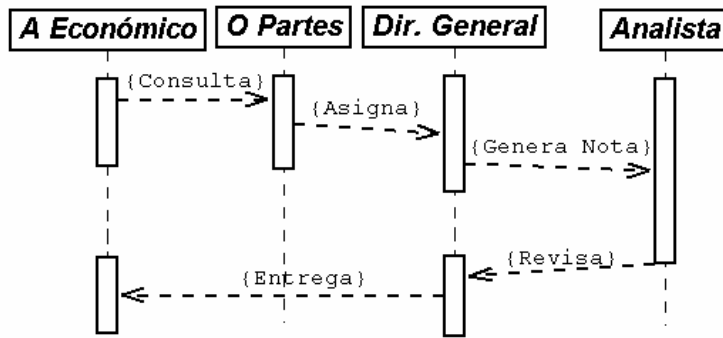 A Económico O Partes Dir. General Analista
{Consulta}
{Asigna}
{Genera Nota}
{Revisa}
{Entrega}